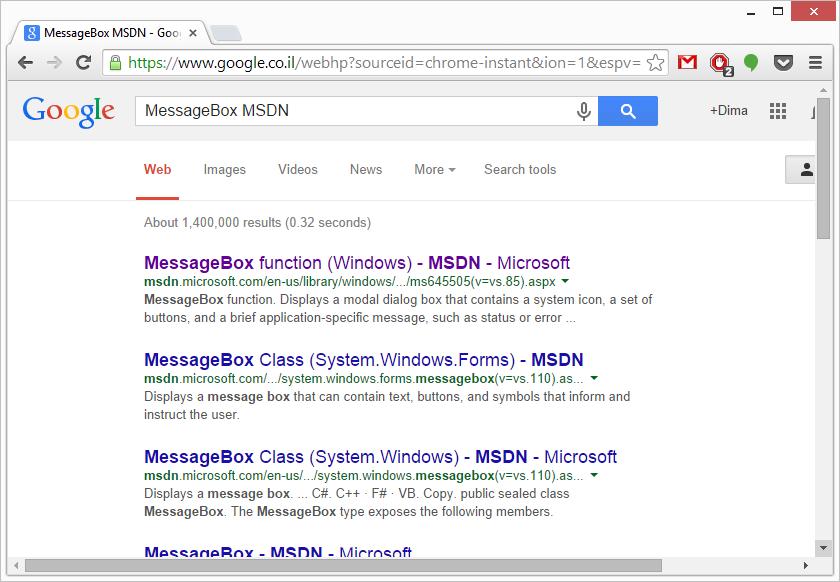 MessageBox MSDN - Goo
https://www.google.co.il/webhp?sourceid=chrome-instant&ion=1&espv=
2
Google
MessageBox MSDN
+Dima
Web Images Videos News More Search tools
About 1,400,000 results (0.32 seconds)
MessageBox function (Windows) - MSDN - Microsoft
msdn.microsoft.com/en-us/library/windows/.../ms645505(v=vs.85).aspx
MessageBox function. Displays a modal dialog box that contains a system icon, a set of
buttons, and a brief application-specific message, such as status or error ...
MessageBox Class (System.Windows.Forms) - MSDN
msdn.microsoft.com/.../system.windows.forms.messagebox(v=vs.110).as...
Displays a message box that can contain text, buttons, and symbols that inform and
instruct the user.
MessageBox Class (System.Windows) - MSDN - Microsoft
msdn.microsoft.com/en-us/.../system.windows.messagebox(v=vs.110).as...
Displays a message box. ... C#. C++ · F# · VB. Copy. public sealed class
MessageBox. The MessageBox type exposes the following members.
MessageBox - MSDN - Microsoft